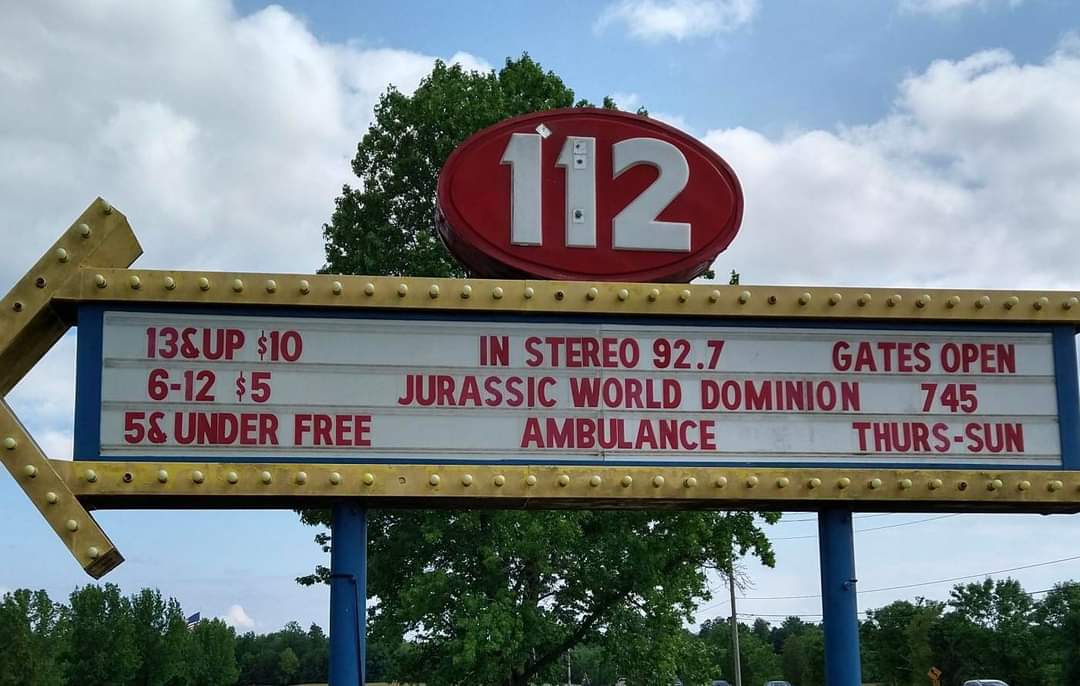 112
13&UP $10 IN STEREO 92.7 GATES OPEN
6-12 $5 JURASSIC WORLD DOMINION 745
5& UNDER FREE AMBULANCE THURS-SUN